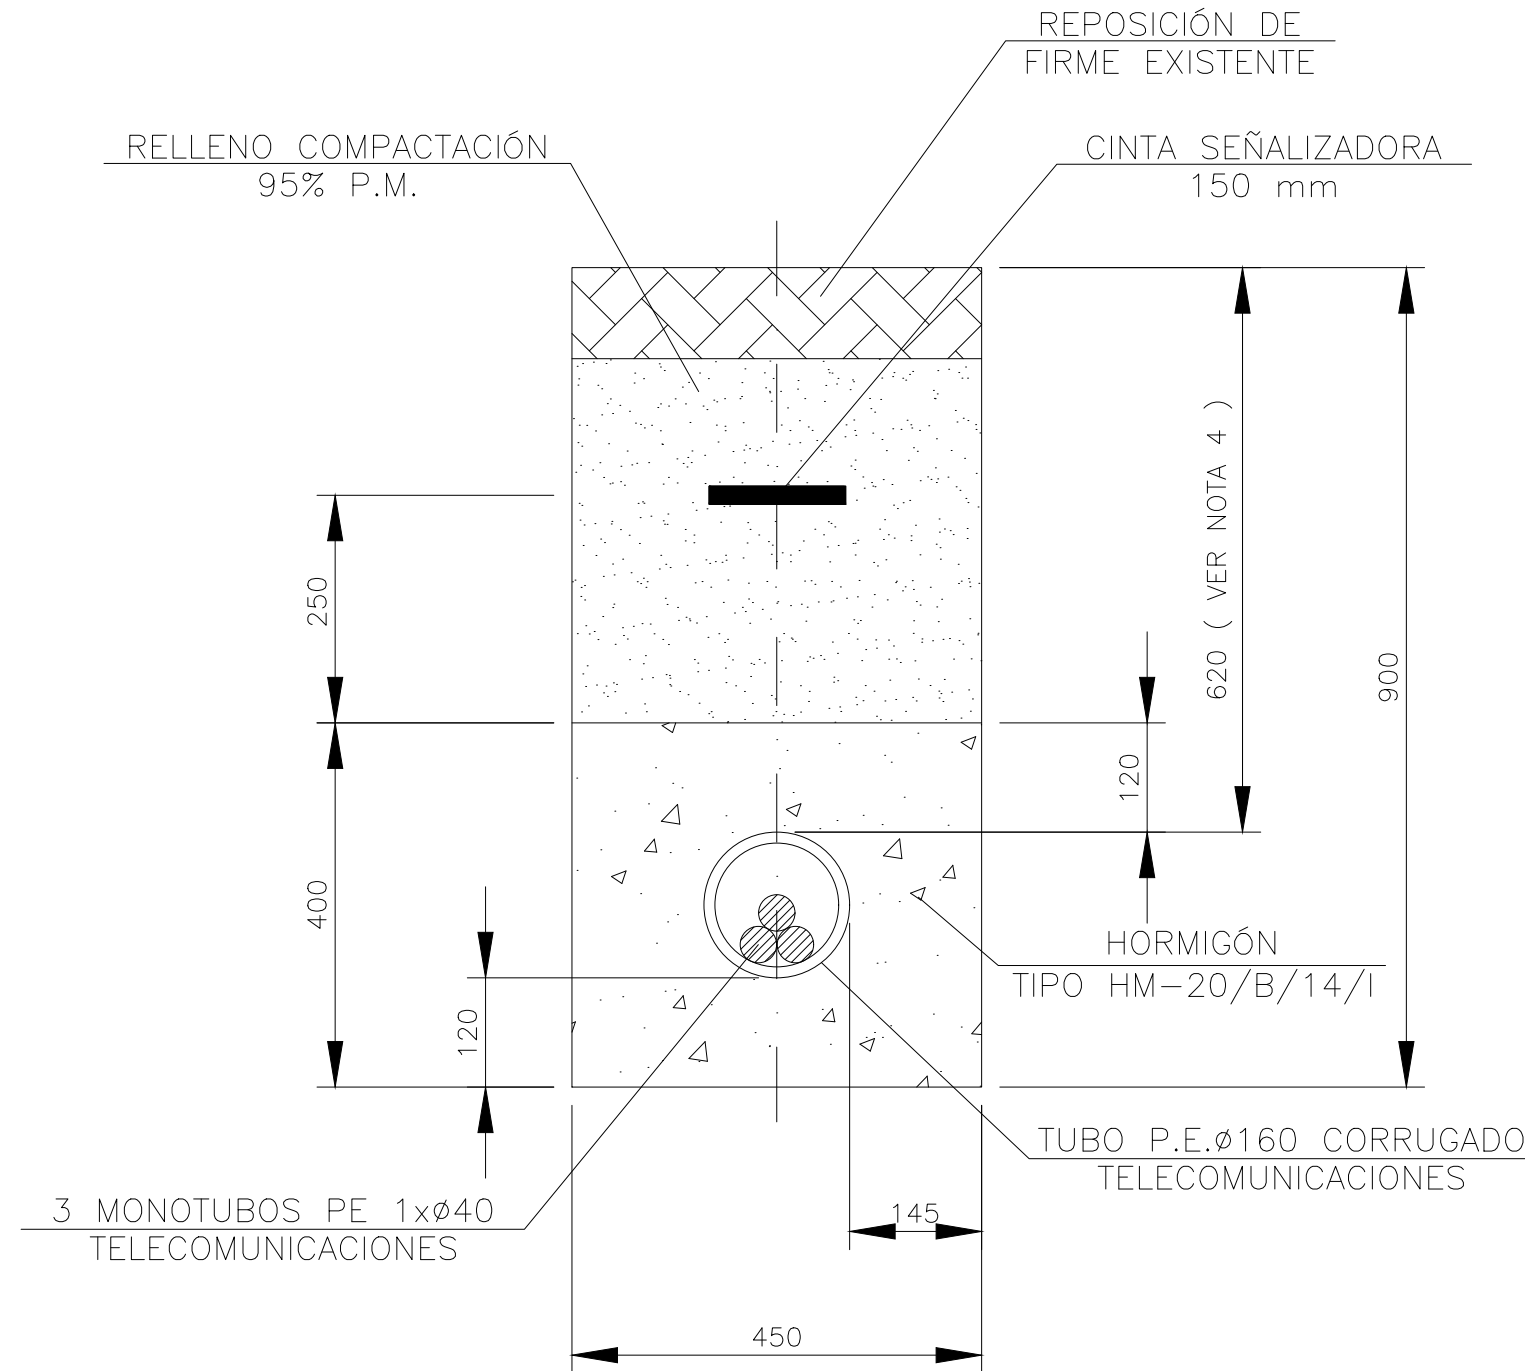 REPOSICIÓN DE
FIRME EXISTENTE
RELLENO COMPACTACIÓN
95% P.M.
CINTA SEÑALIZADORA
150 mm
250
620 ( VER NOTA 4 )
900
120
400
120
HORMIGÓN
TIPO HM-20/B/14/I
TUBO P.E.ø160 CORRUGADO
TELECOMUNICACIONES
3 MONOTUBOS PE 1xø40
TELECOMUNICACIONES
145
450